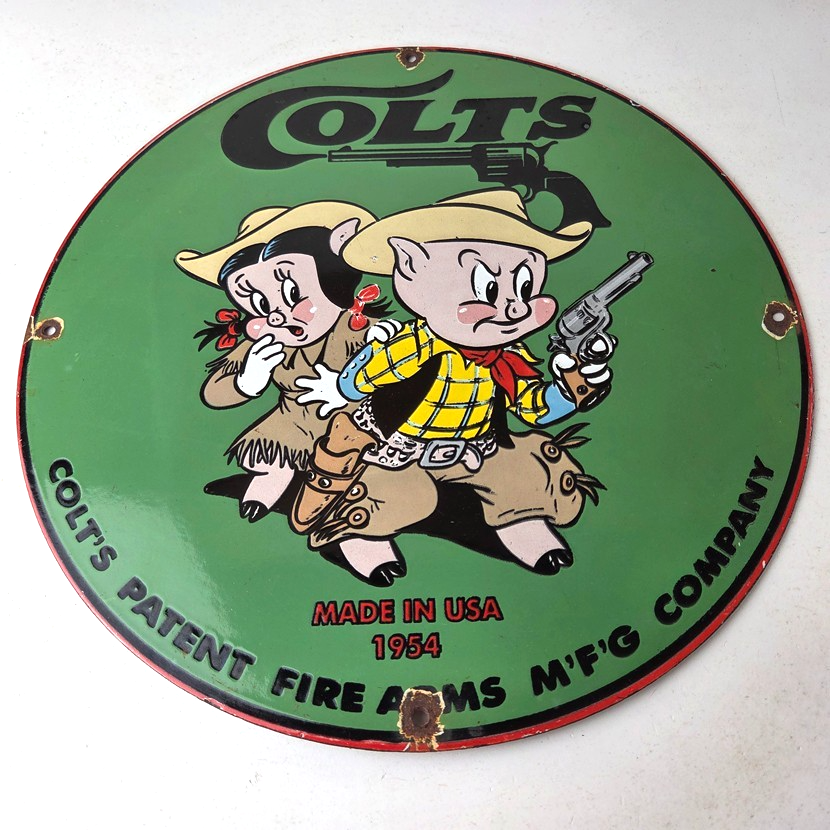 COLTS
MADE IN USA
1954
COLT'S PATENT FIRE ARMS M'F'G COMPANY